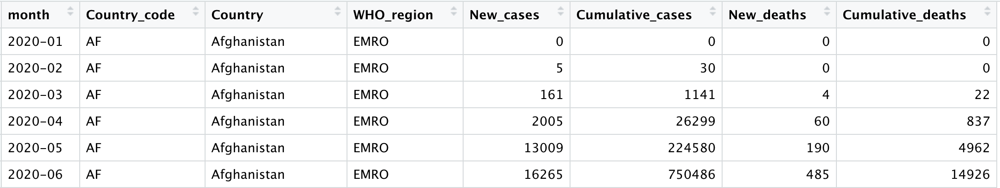 month Country_code Country WHO_region New_cases Cumulative_cases New_deaths Cumulative_deaths
2020-01 AF Afghanistan EMRO 0 0 0 0
2020-02 AF Afghanistan EMRO 5 30 0 0
2020-03 AF Afghanistan EMRO 161 1141 4 22
2020-04 AF Afghanistan EMRO 2005 26299 60 837
2020-05 AF Afghanistan EMRO 13009 224580 190 4962
2020-06 AF Afghanistan EMRO 16265 750486 485 14926